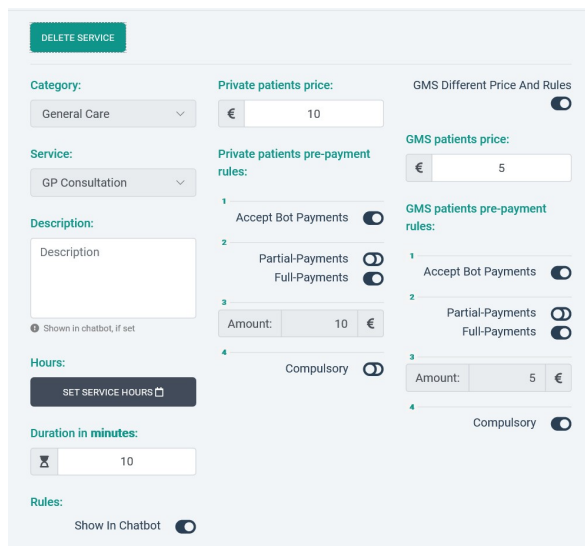 DELETE SERVICE
Category:
General Care
Service:
GP Consultation
Description:
Description
Shown in chatbot, if set
Hours:
SET SERVICE HOURS
Duration in minutes:
10
Rules:
Show In Chatbot
Private patients price:
€ 10
Private patients pre-payment
rules:
1
Accept Bot Payments
2
Partial-Payments
Full-Payments
3
Amount: 10 €
4
Compulsory
GMS Different Price And Rules
GMS patients price:
€ 5
GMS patients pre-payment
rules:
1
Accept Bot Payments
2
Partial-Payments
Full-Payments
3
Amount: 5 €
4
Compulsory